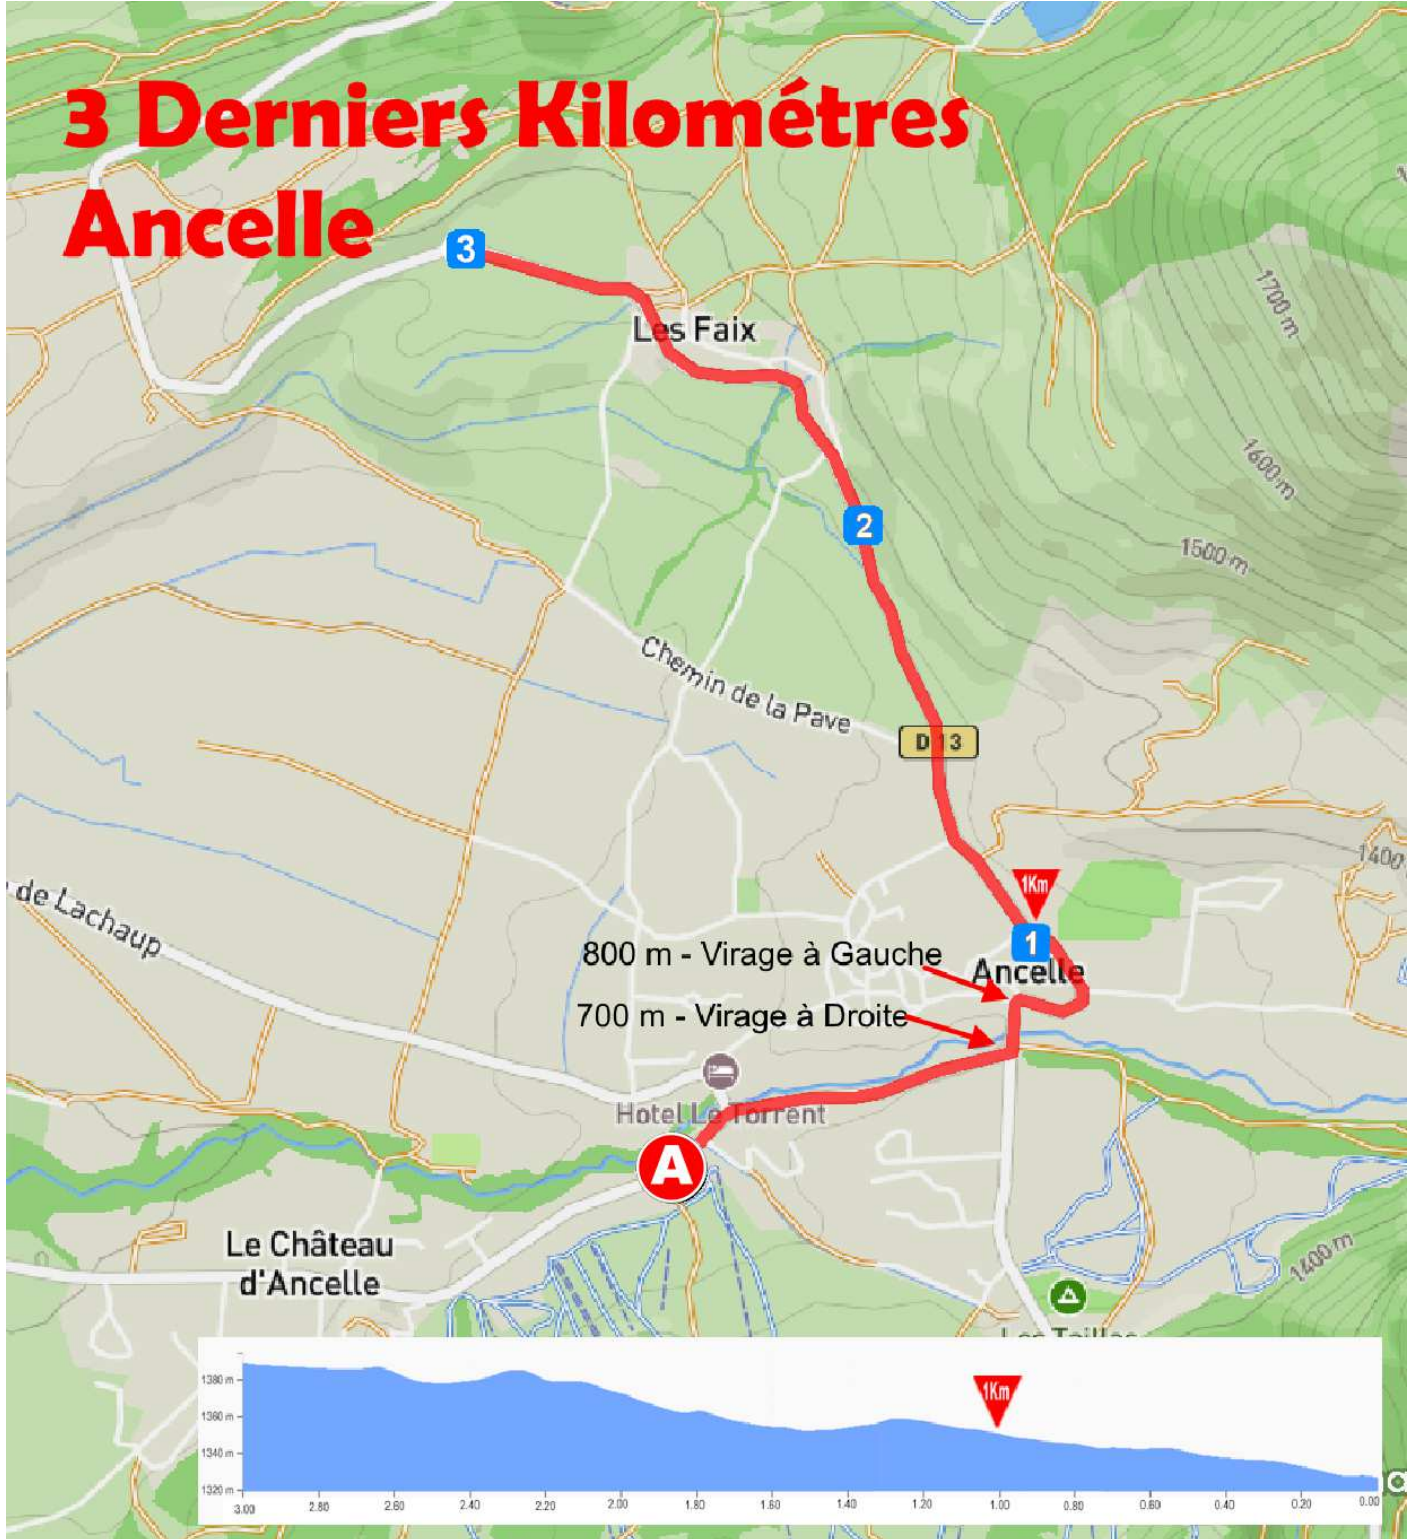 3 Derniers Kilométres
Ancelle
3
Les Faix
1700 m
1600 m
2
1500 m
Chemin de la Pave
D 13
1400
1Km
de Lachaup
1
800 m - Virage à Gauche
Ancelle
700 m - Virage à Droite
Hotel Le Torrent
A
Le Château
d'Ancelle
1400 m
Les Tailles
1Km
1380 m
1360 m
1340 m
1320 m
3.00 2.80 2.60 2.40 2.20 2.00 1.80 1.60 1.40 1.20 1.00 0.80 0.60 0.40 0.20 0.00